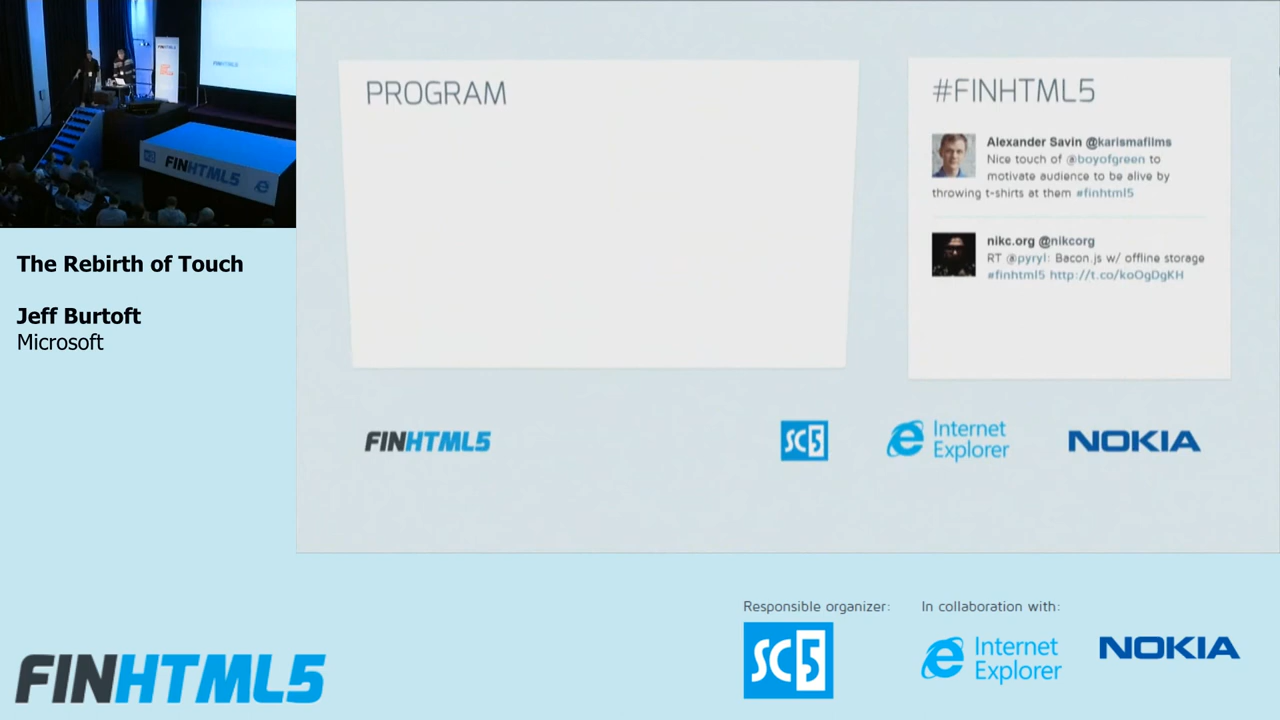 FINHTML5
FINHTML5
The Rebirth of Touch
Jeff Burtoft
Microsoft
PROGRAM
#FINHTML5
Alexander Savin @karismafilms
Nice touch of @boyofgreen to
motivate audience to be alive by
throwing t-shirts at them #finhtml5
nikc.org @nikcorg
RT @pyryl: Bacon.js w/ offline storage
#finhtml5 http://t.co/koOgDgKH
FINHTML5
SC5
Internet
Explorer
NOKIA
Responsible organizer:
SC5
In collaboration with:
Internet
Explorer
NOKIA
FINHTML5